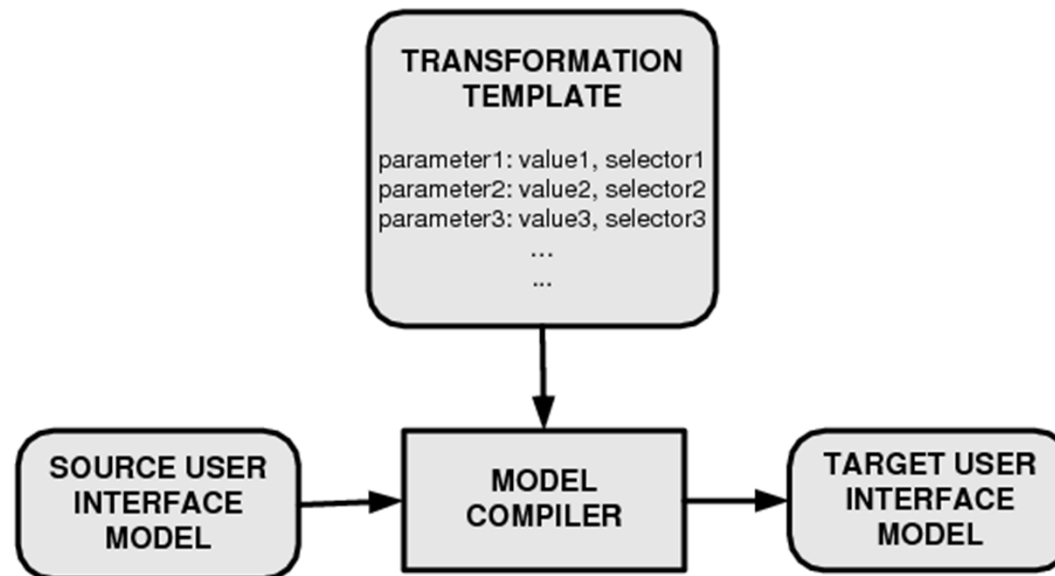 TRANSFORMATION
TEMPLATE
parameter1: value1, selector1
parameter2: value2, selector2
parameter3: value3, selector3
...
...
SOURCE USER
INTERFACE
MODEL
MODEL
COMPILER
TARGET USER
INTERFACE
MODEL